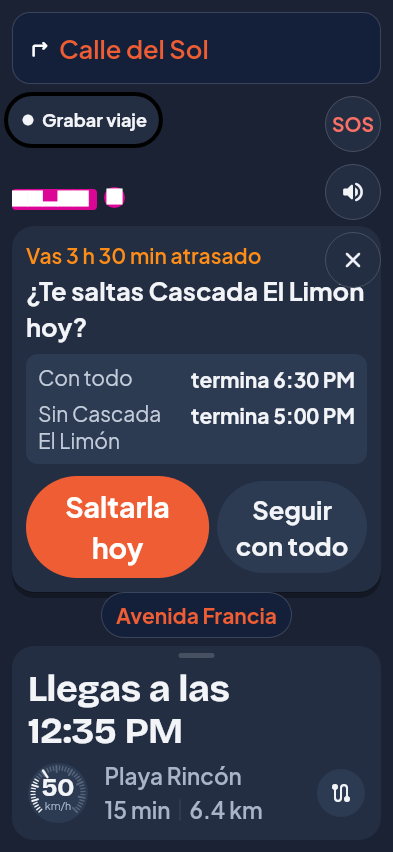 Calle del Sol
Grabar viaje
SOS
Vas 3 h 30 min atrasado
¿Te saltas Cascada El Limón
hoy?
Con todo termina 6:30 PM
Sin Cascada termina 5:00 PM
El Limón
Saltarla
hoy
Seguir
con todo
Avenida Francia
Llegas a las
12:35 PM
50
km/h
Playa Rincón
15 min 6.4 km